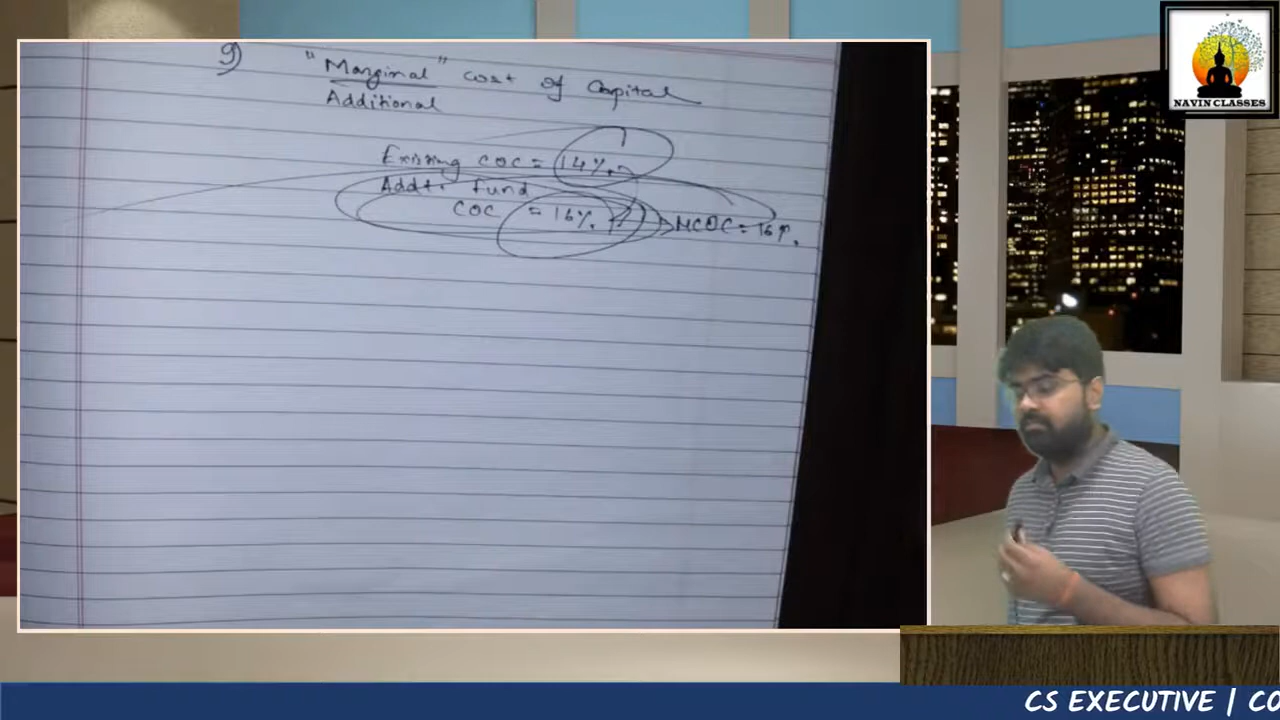 9) "Marginal" cost of Capital
Additional
Existing COC = 14%.
Addt. fund
COC = 16%.
MCOC = 16%.
NAVIN CLASSES
CS EXECUTIVE | CO